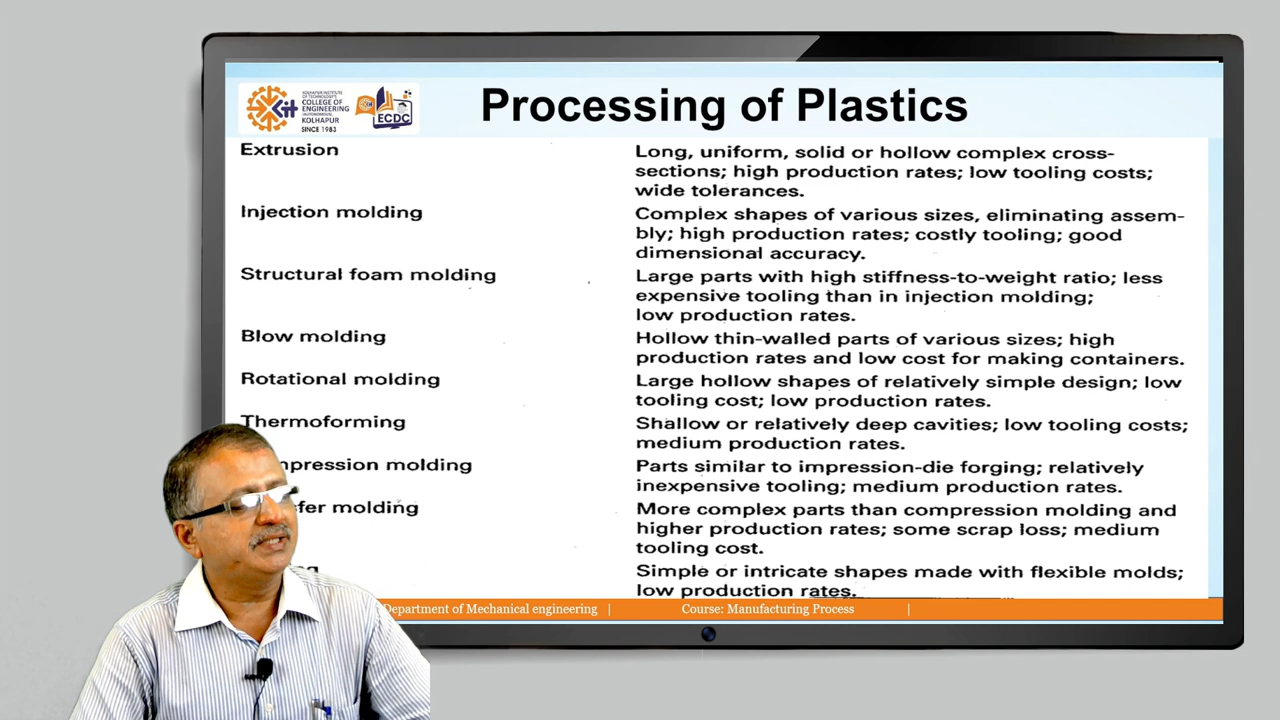 KOLHAPUR INSTITUTE
OF TECHNOLOGY'S
COLLEGE OF
ENGINEERING
(AUTONOMOUS),
KOLHAPUR
SINCE 1983
ECDC
Processing of Plastics
Extrusion
Long, uniform, solid or hollow complex cross-
sections; high production rates; low tooling costs;
wide tolerances.
Injection molding
Complex shapes of various sizes, eliminating assem-
bly; high production rates; costly tooling; good
dimensional accuracy.
Structural foam molding
Large parts with high stiffness-to-weight ratio; less
expensive tooling than in injection molding;
low production rates.
Blow molding
Hollow thin-walled parts of various sizes; high
production rates and low cost for making containers.
Rotational molding
Large hollow shapes of relatively simple design; low
tooling cost; low production rates.
Thermoforming
Shallow or relatively deep cavities; low tooling costs;
medium production rates.
mpression molding
Parts similar to impression-die forging; relatively
inexpensive tooling; medium production rates.
sfer molding
More complex parts than compression molding and
higher production rates; some scrap loss; medium
tooling cost.
Simple or intricate shapes made with flexible molds;
low production rates.
Department of Mechanical engineering |
Course: Manufacturing Process |